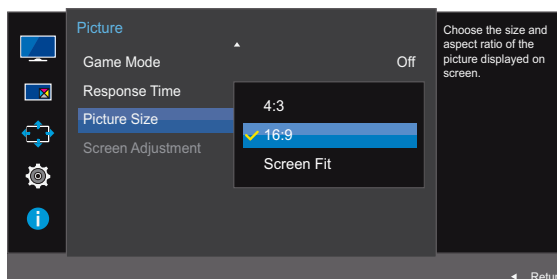 Picture
Game Mode Off
Response Time
Picture Size
Screen Adjustment
4:3
16:9
Screen Fit
Choose the size and
aspect ratio of the
picture displayed on
screen.